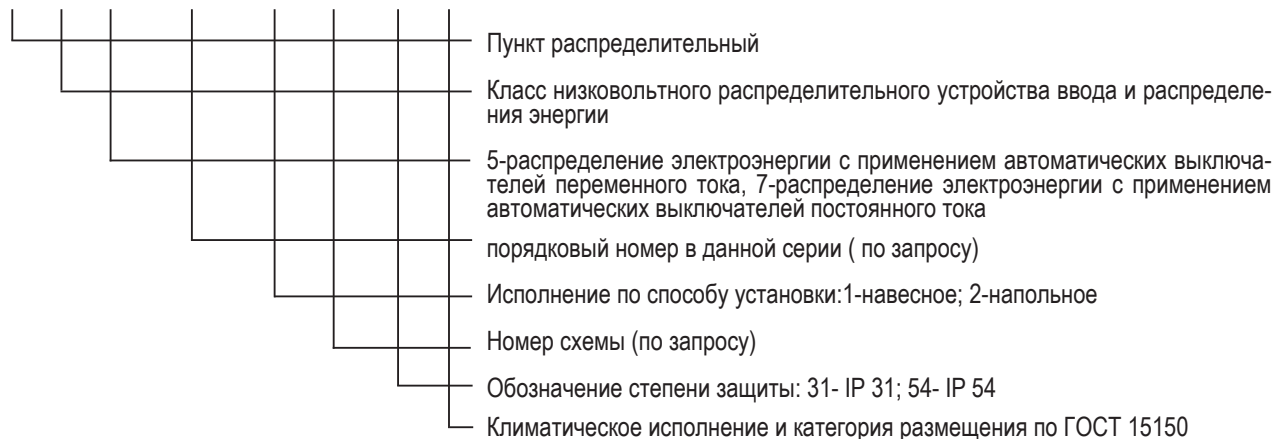 Пункт распределительный
Класс низковольтного распределительного устройства ввода и распределе-
ния энергии
5-распределение электроэнергии с применением автоматических выключа-
телей переменного тока, 7-распределение электроэнергии с применением
автоматических выключателей постоянного тока
порядковый номер в данной серии ( по запросу)
Исполнение по способу установки:1-навесное; 2-напольное
Номер схемы (по запросу)
Обозначение степени защиты: 31- IP 31; 54- IP 54
Климатическое исполнение и категория размещения по ГОСТ 15150